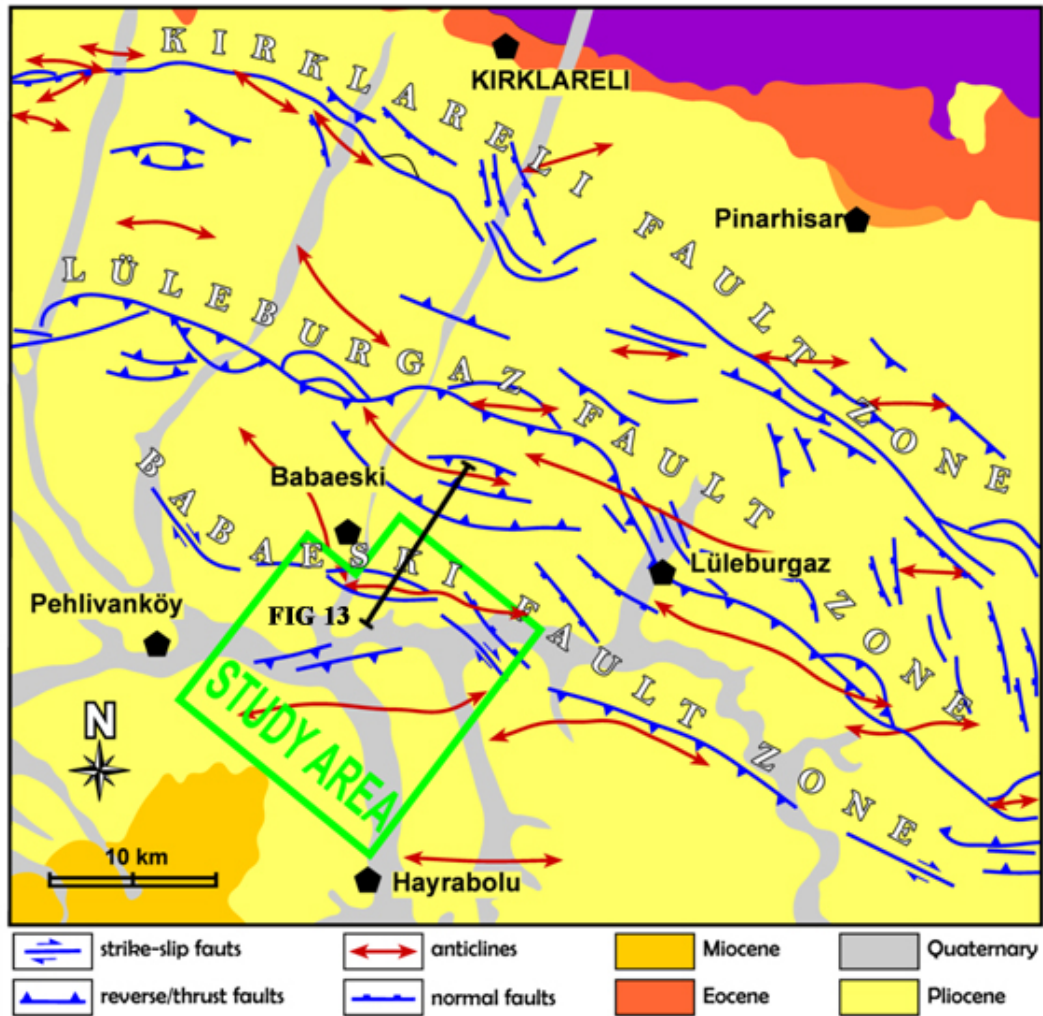 KIRKLARELI FAULT ZONE
KIRKLARELI
Pinarhisar
LÜLEBURGAZ FAULT ZONE
Babaeski
BABAESKI FAULT ZONE
Lüleburgaz
Pehlivanköy
FIG 13
STUDY AREA
N
10 km
Hayrabolu
strike-slip fauts
anticlines
Miocene
Quaternary
reverse/thrust faults
normal faults
Eocene
Pliocene